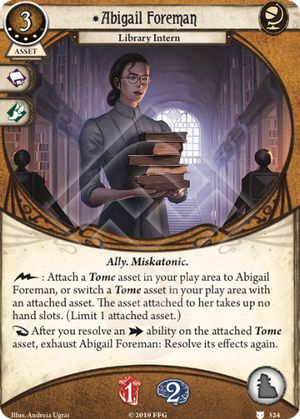 3
Abigail Foreman
Library Intern
ASSET
Ally. Miskatonic.
: Attach a Tome asset in your play area to Abigail
Foreman, or switch a Tome asset in your play area with
an attached asset. The asset attached to her takes up no
hand slots. (Limit 1 attached asset.)
After you resolve an ability on the attached Tome
asset, exhaust Abigail Foreman: Resolve its effects again.
1
2
Illus. Andreia Ugrai
© 2019 FFG
324